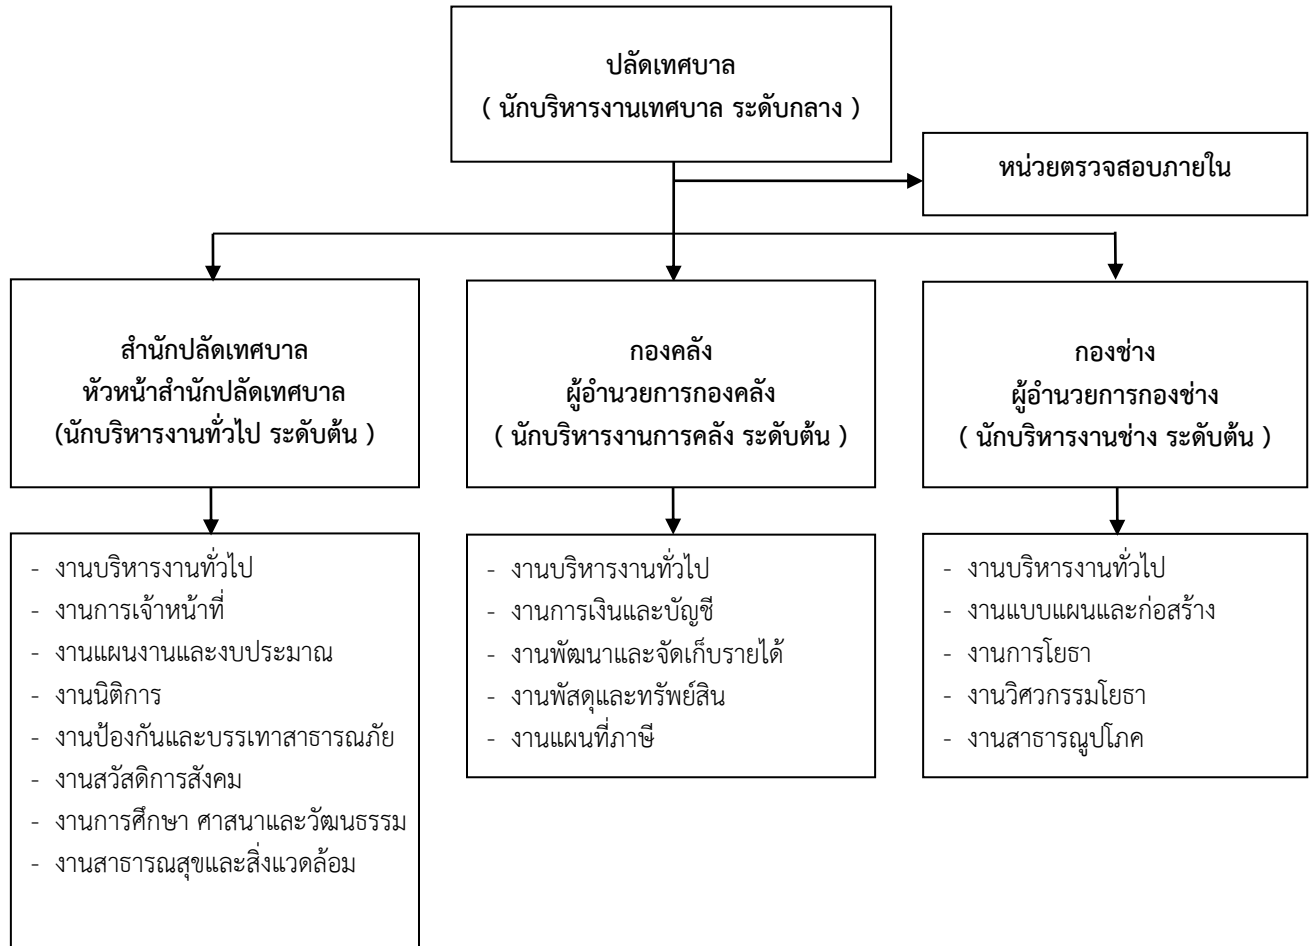 ปลัดเทศบาล
( นักบริหารงานเทศบาล ระดับกลาง )
หน่วยตรวจสอบภายใน
สำนักปลัดเทศบาล
หัวหน้าสำนักปลัดเทศบาล
(นักบริหารงานทั่วไป ระดับต้น )
กองคลัง
ผู้อำนวยการกองคลัง
( นักบริหารงานการคลัง ระดับต้น )
กองช่าง
ผู้อำนวยการกองช่าง
( นักบริหารงานช่าง ระดับต้น )
- งานบริหารงานทั่วไป
- งานการเจ้าหน้าที่
- งานแผนงานและงบประมาณ
- งานนิติการ
- งานป้องกันและบรรเทาสาธารณภัย
- งานสวัสดิการสังคม
- งานการศึกษา ศาสนาและวัฒนธรรม
- งานสาธารณสุขและสิ่งแวดล้อม
- งานบริหารงานทั่วไป
- งานการเงินและบัญชี
- งานพัฒนาและจัดเก็บรายได้
- งานพัสดุและทรัพย์สิน
- งานแผนที่ภาษี
- งานบริหารงานทั่วไป
- งานแบบแผนและก่อสร้าง
- งานการโยธา
- งานวิศวกรรมโยธา
- งานสาธารณูปโภค